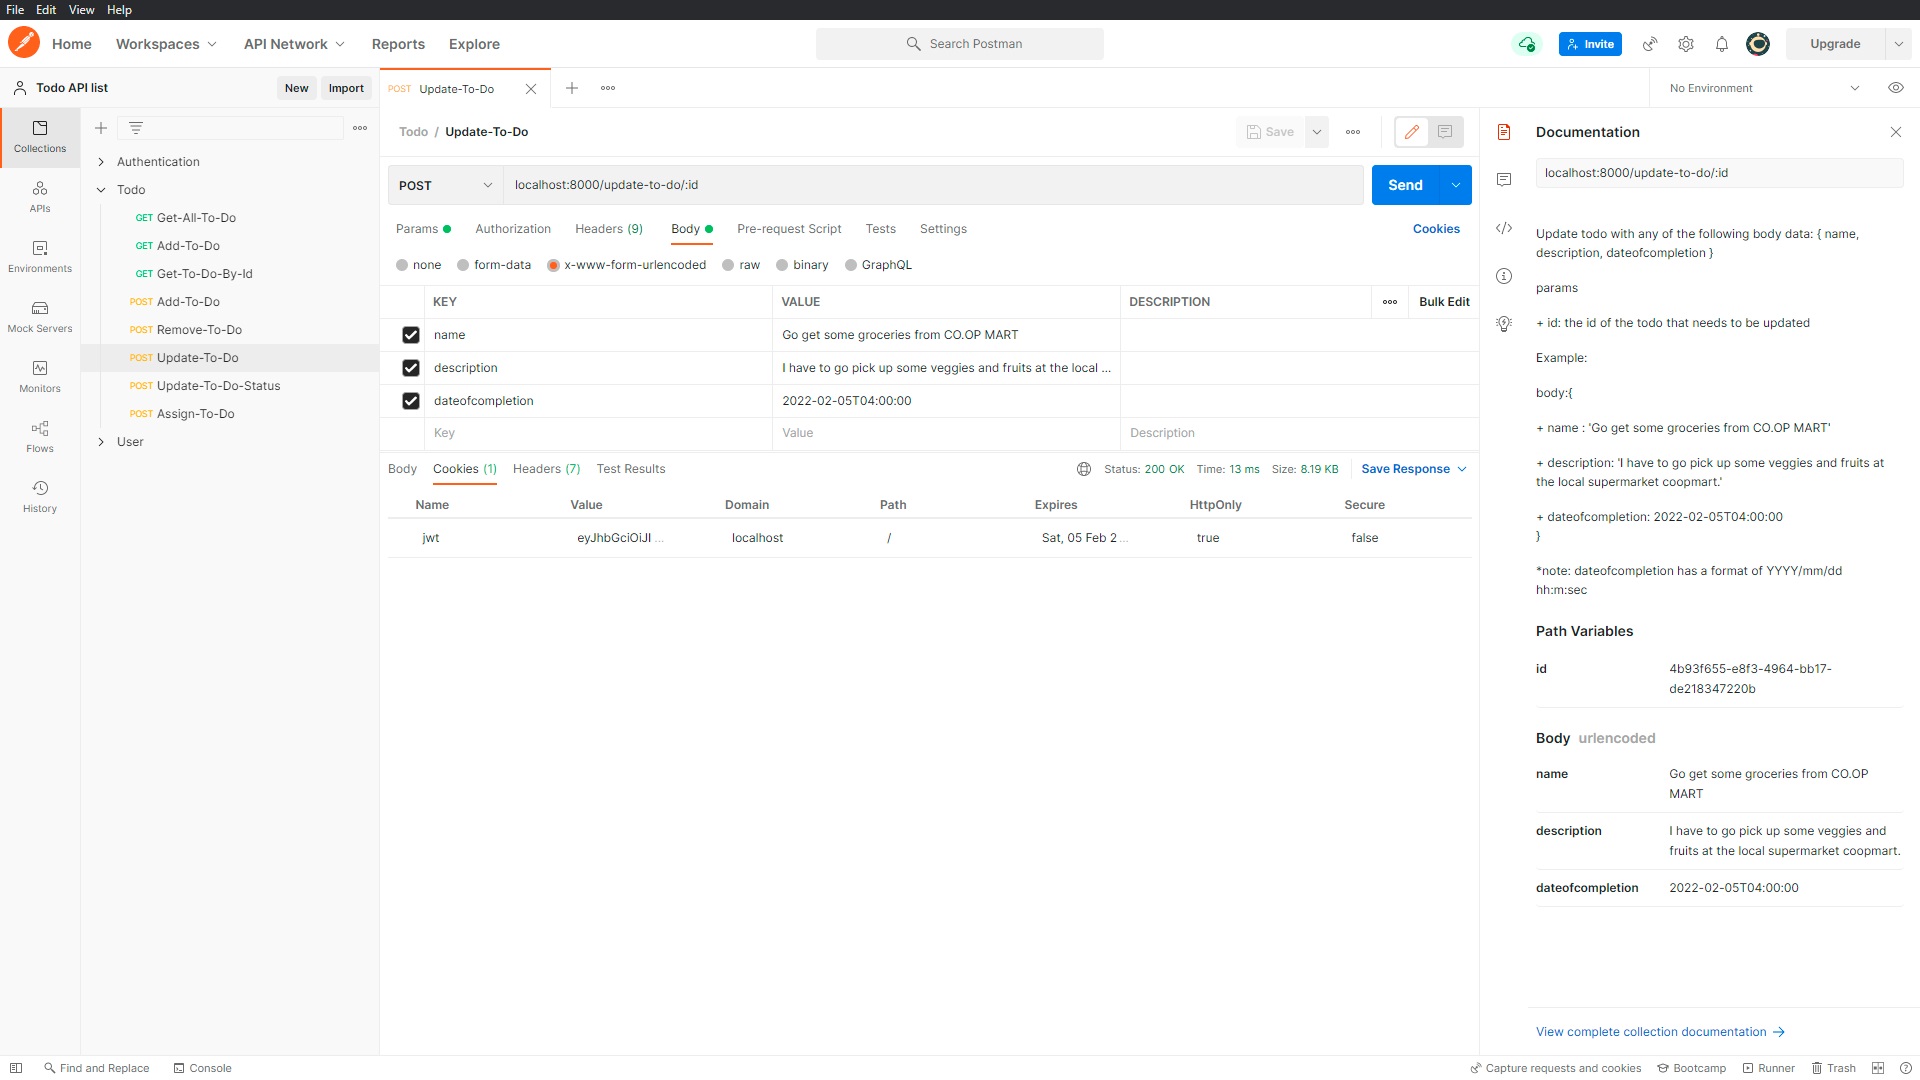 File Edit View Help
Home Workspaces API Network Reports Explore Search Postman Invite Upgrade
Todo API list New Import POST Update-To-Do No Environment
Collections
APIs
Environments
Mock Servers
Monitors
Flows
History
Authentication
Todo
GET Get-All-To-Do
GET Add-To-Do
GET Get-To-Do-By-Id
POST Add-To-Do
POST Remove-To-Do
POST Update-To-Do
POST Update-To-Do-Status
POST Assign-To-Do
User
Todo / Update-To-Do Save
POST localhost:8000/update-to-do/:id Send
Params Authorization Headers (9) Body Pre-request Script Tests Settings Cookies
none form-data x-www-form-urlencoded raw binary GraphQL
KEY VALUE DESCRIPTION Bulk Edit
name Go get some groceries from CO.OP MART
description I have to go pick up some veggies and fruits at the local ...
dateofcompletion 2022-02-05T04:00:00
Key Value Description
Body Cookies (1) Headers (7) Test Results Status: 200 OK Time: 13 ms Size: 8.19 KB Save Response
Name Value Domain Path Expires HttpOnly Secure
jwt eyJhbGciOiJI ... localhost / Sat, 05 Feb 2 ... true false
Documentation
localhost:8000/update-to-do/:id
Update todo with any of the following body data: { name,
description, dateofcompletion }
params
+ id: the id of the todo that needs to be updated
Example:
body:{
+ name : 'Go get some groceries from CO.OP MART'
+ description: 'I have to go pick up some veggies and fruits at
the local supermarket coopmart.'
+ dateofcompletion: 2022-02-05T04:00:00
}
*note: dateofcompletion has a format of YYYY/mm/dd
hh:m:sec
Path Variables
id 4b93f655-e8f3-4964-bb17-
de218347220b
Body urlencoded
name Go get some groceries from CO.OP
MART
description I have to go pick up some veggies and
fruits at the local supermarket coopmart.
dateofcompletion 2022-02-05T04:00:00
View complete collection documentation →
Find and Replace Console Capture requests and cookies Bootcamp Runner Trash